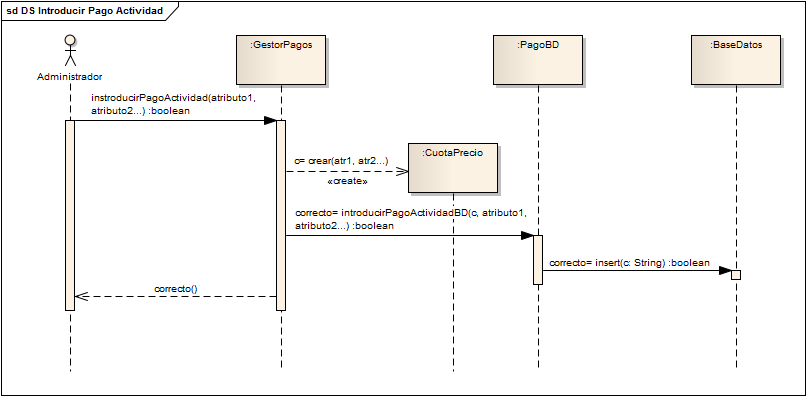 sd DS Introducir Pago Actividad
:GestorPagos
:PagoBD
:BaseDatos
Administrador
instroducirPagoActividad(atributo1,
atributo2...) :boolean
:CuotaPrecio
c= crear(atr1, atr2...)
«create»
correcto= introducirPagoActividadBD(c, atributo1,
atributo2...) :boolean
correcto= insert(c: String) :boolean
correcto()